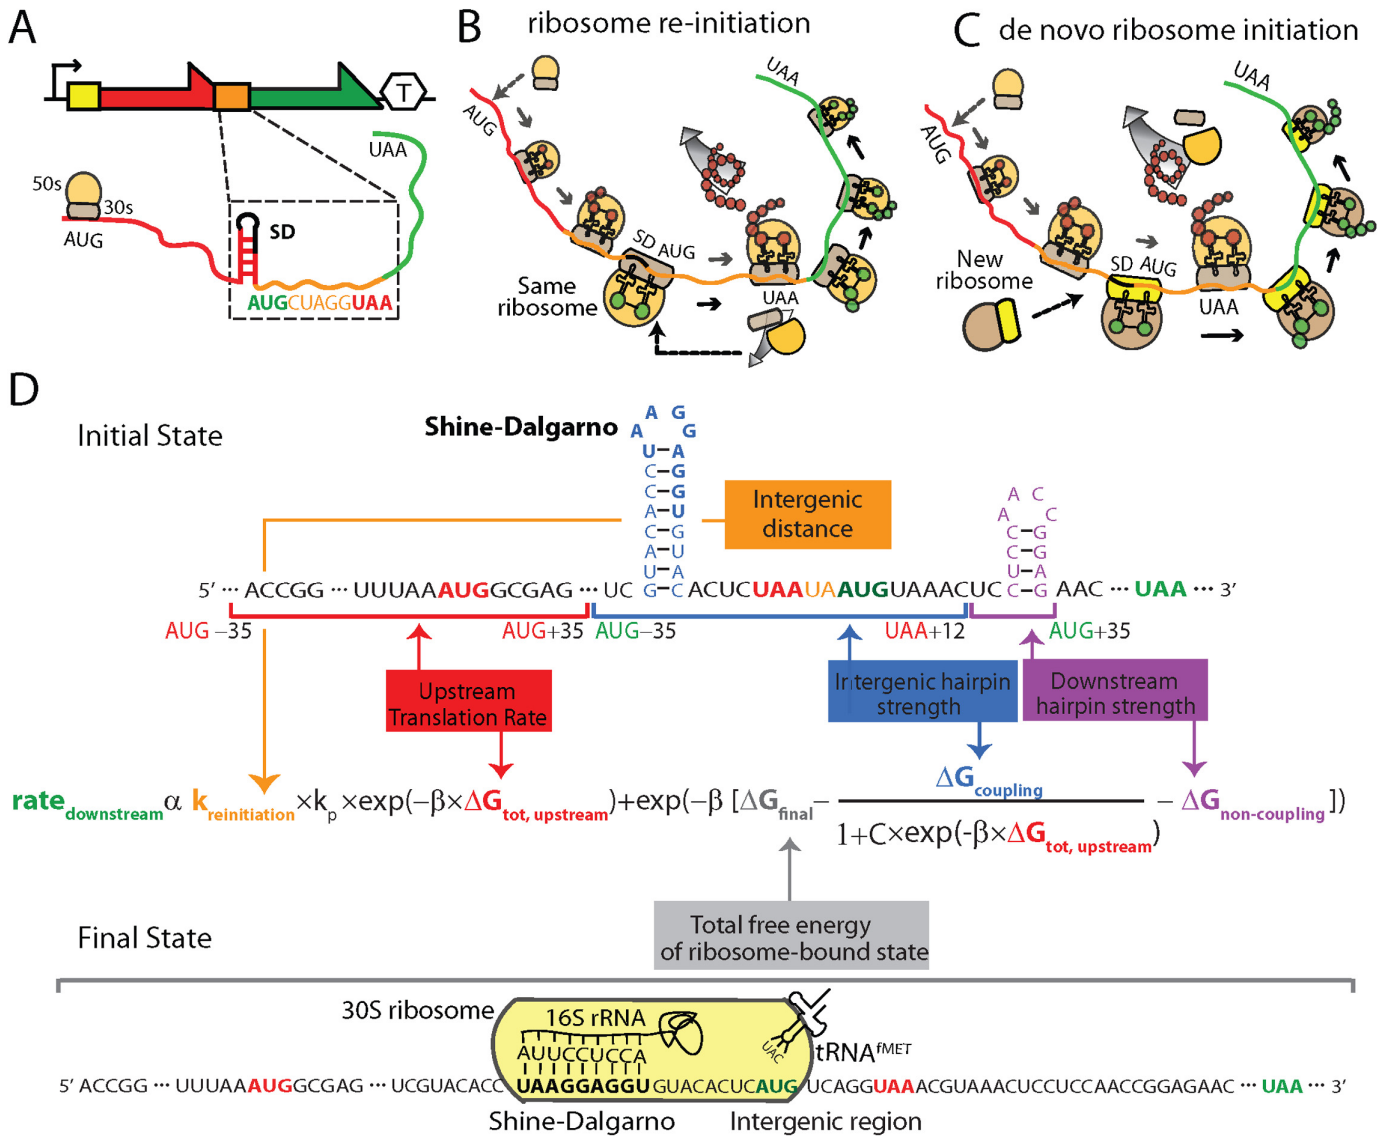 A
T
50s
30s
AUG
SD
UAA
AUGCUAGGUAA
B
ribosome re-initiation
AUG
SD AUG
Same
ribosome
UAA
UAA
C
de novo ribosome initiation
AUG
New
ribosome
SD AUG
UAA
UAA
D
Initial State
Shine-Dalgarno
A G
A G
U–A
C–G
C–G
A–U
C–G
A–U
U–A
G–C
Intergenic
distance
A C
A C
C–G
C–G
U–A
C–G
5′ ··· ACCGG ··· UUUAAAUGGCGAG ··· UC CACUCUAAUAAUGUAAACUC AAC ··· UAA ··· 3′
AUG −35
AUG+35
AUG−35
UAA+12
AUG+35
Upstream
Translation Rate
Intergenic hairpin
strength
Downstream
hairpin strength
rate downstream α k reinitiation ×kp×exp(−β×ΔG tot, upstream)+exp(−β [ΔG final− ΔG coupling − ΔG non-coupling ])
1+C×exp(-β×ΔG tot, upstream)
Total free energy
of ribosome-bound state
Final State
30S ribosome
16S rRNA
AUUCCUCCA
UAC
tRNA fMET
5′ ACCGG ··· UUUAAAUGGCGAG ··· UCGUACACC UAAGGAGGUGUACACUCAUGUCAGGUAAACGUAAACUCCUCCAACCGGAGAAC ··· UAA ··· 3′
Shine-Dalgarno
Intergenic region